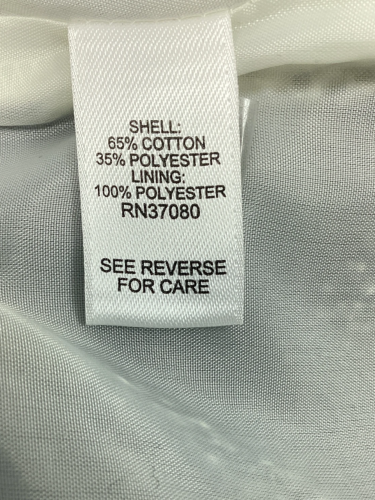 SHELL:
65% COTTON
35% POLYESTER
LINING:
100% POLYESTER
RN37080
SEE REVERSE
FOR CARE